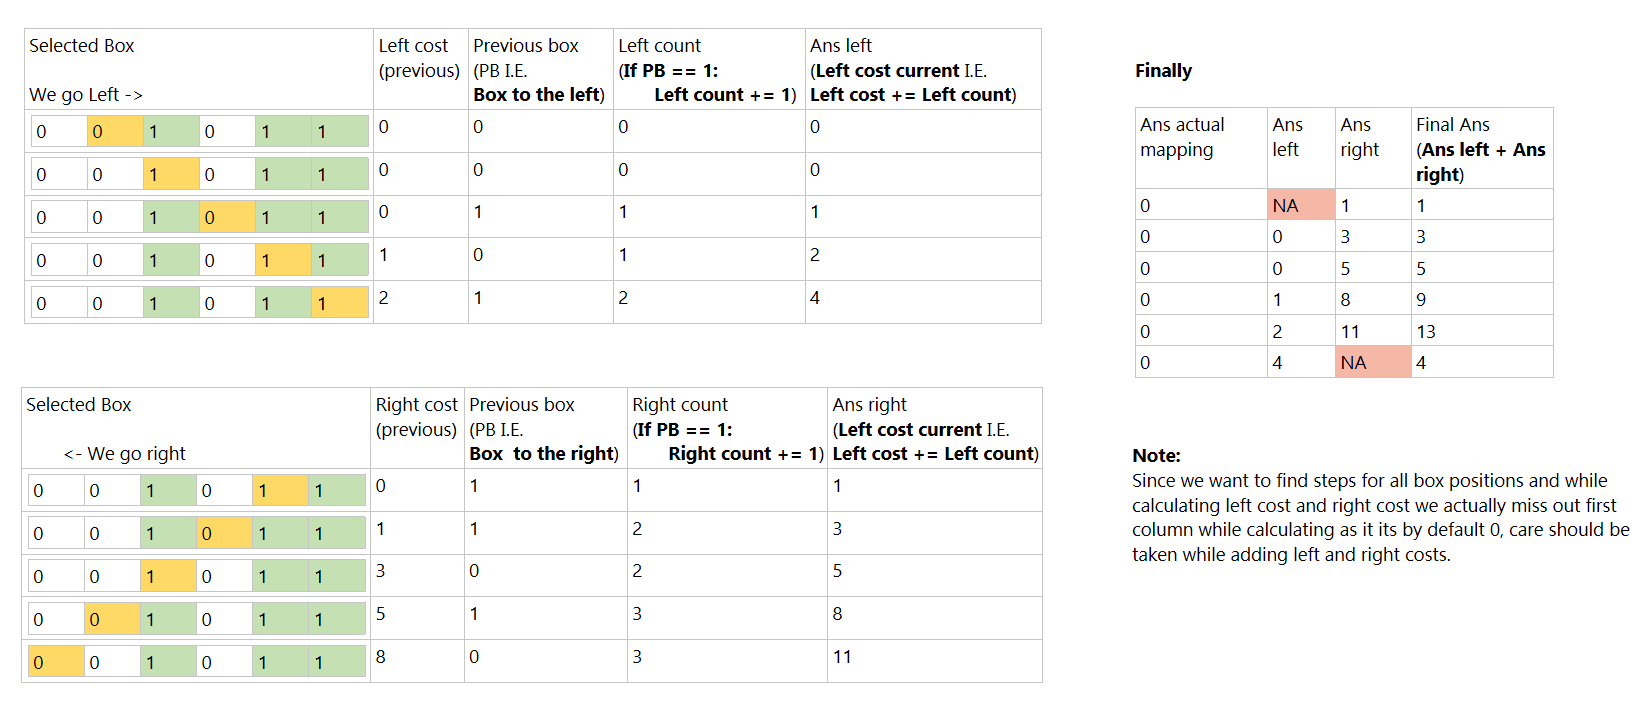 Selected Box
We go Left ->
Left cost
(previous)
Previous box
(PB I.E.
Box to the left)
Left count
(If PB == 1:
Left count += 1)
Ans left
(Left cost current I.E.
Left cost += Left count)
0 0 1 0 1 1 0 0 0 0
0 0 1 0 1 1 0 0 0 0
0 0 1 0 1 1 0 1 1 1
0 0 1 0 1 1 1 0 1 2
0 0 1 0 1 1 2 1 2 4
Selected Box
<- We go right
Right cost
(previous)
Previous box
(PB I.E.
Box to the right)
Right count
(If PB == 1:
Right count += 1)
Ans right
(Left cost current I.E.
Left cost += Left count)
0 0 1 0 1 1 0 1 1 1
0 0 1 0 1 1 1 1 2 3
0 0 1 0 1 1 3 0 2 5
0 0 1 0 1 1 5 1 3 8
0 0 1 0 1 1 8 0 3 11
Finally
Ans actual
mapping
Ans
left
Ans
right
Final Ans
(Ans left + Ans
right)
0 NA 1 1
0 0 3 3
0 0 5 5
0 1 8 9
0 2 11 13
0 4 NA 4
Note:
Since we want to find steps for all box positions and while
calculating left cost and right cost we actually miss out first
column while calculating as it its by default 0, care should be
taken while adding left and right costs.